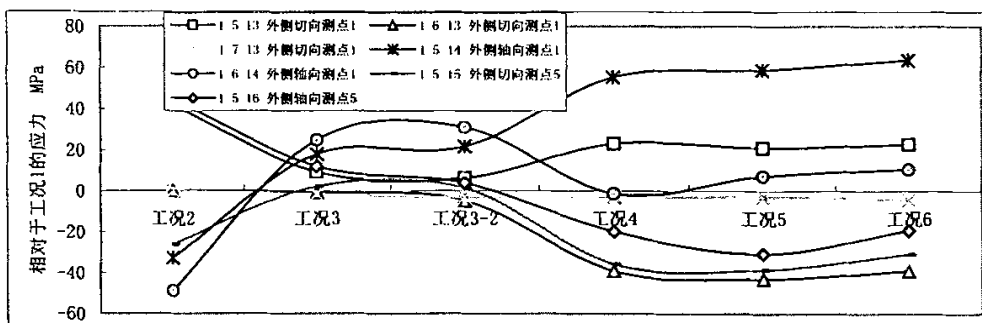 80
60
40
20
0
-20
-40
-60
相对于工况1的应力 MPa
1-5-13 外侧切向测点1
1-6-13 外侧切向测点1
1-7-13 外侧切向测点1
1-5-14 外侧轴向测点1
1-6-14 外侧轴向测点1
1-5-15 外侧切向测点5
1-5-16 外侧轴向测点5
工况2
工况3
工况3-2
工况4
工况5
工况6